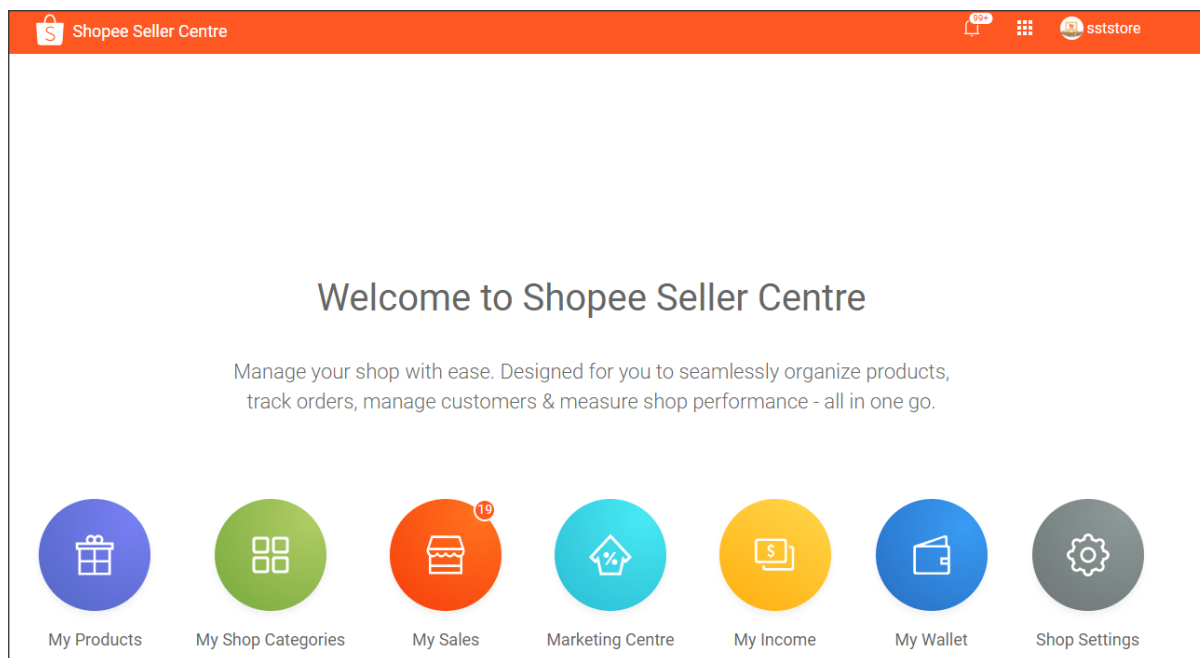 S
Shopee Seller Centre
99+
sststore
Welcome to Shopee Seller Centre
Manage your shop with ease. Designed for you to seamlessly organize products,
track orders, manage customers & measure shop performance - all in one go.
19
%
$
My Products
My Shop Categories
My Sales
Marketing Centre
My Income
My Wallet
Shop Settings